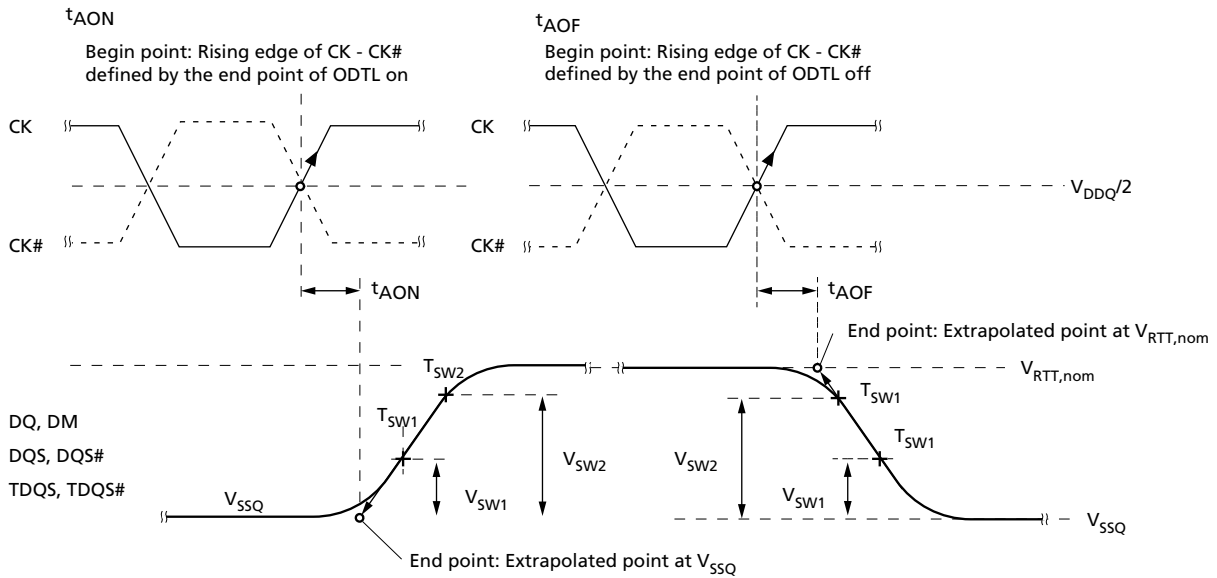 tAON
Begin point: Rising edge of CK - CK#
defined by the end point of ODTL on
tAOF
Begin point: Rising edge of CK - CK#
defined by the end point of ODTL off
CK
CK
VDDQ/2
CK#
CK#
tAON
tAOF
End point: Extrapolated point at VRTT,nom
TSW2
VRTT,nom
TSW1
DQ, DM
TSW1
TSW1
DQS, DQS#
VSW2
VSW2
TDQS, TDQS#
VSSQ
VSW1
VSW1
VSSQ
End point: Extrapolated point at VSSQ